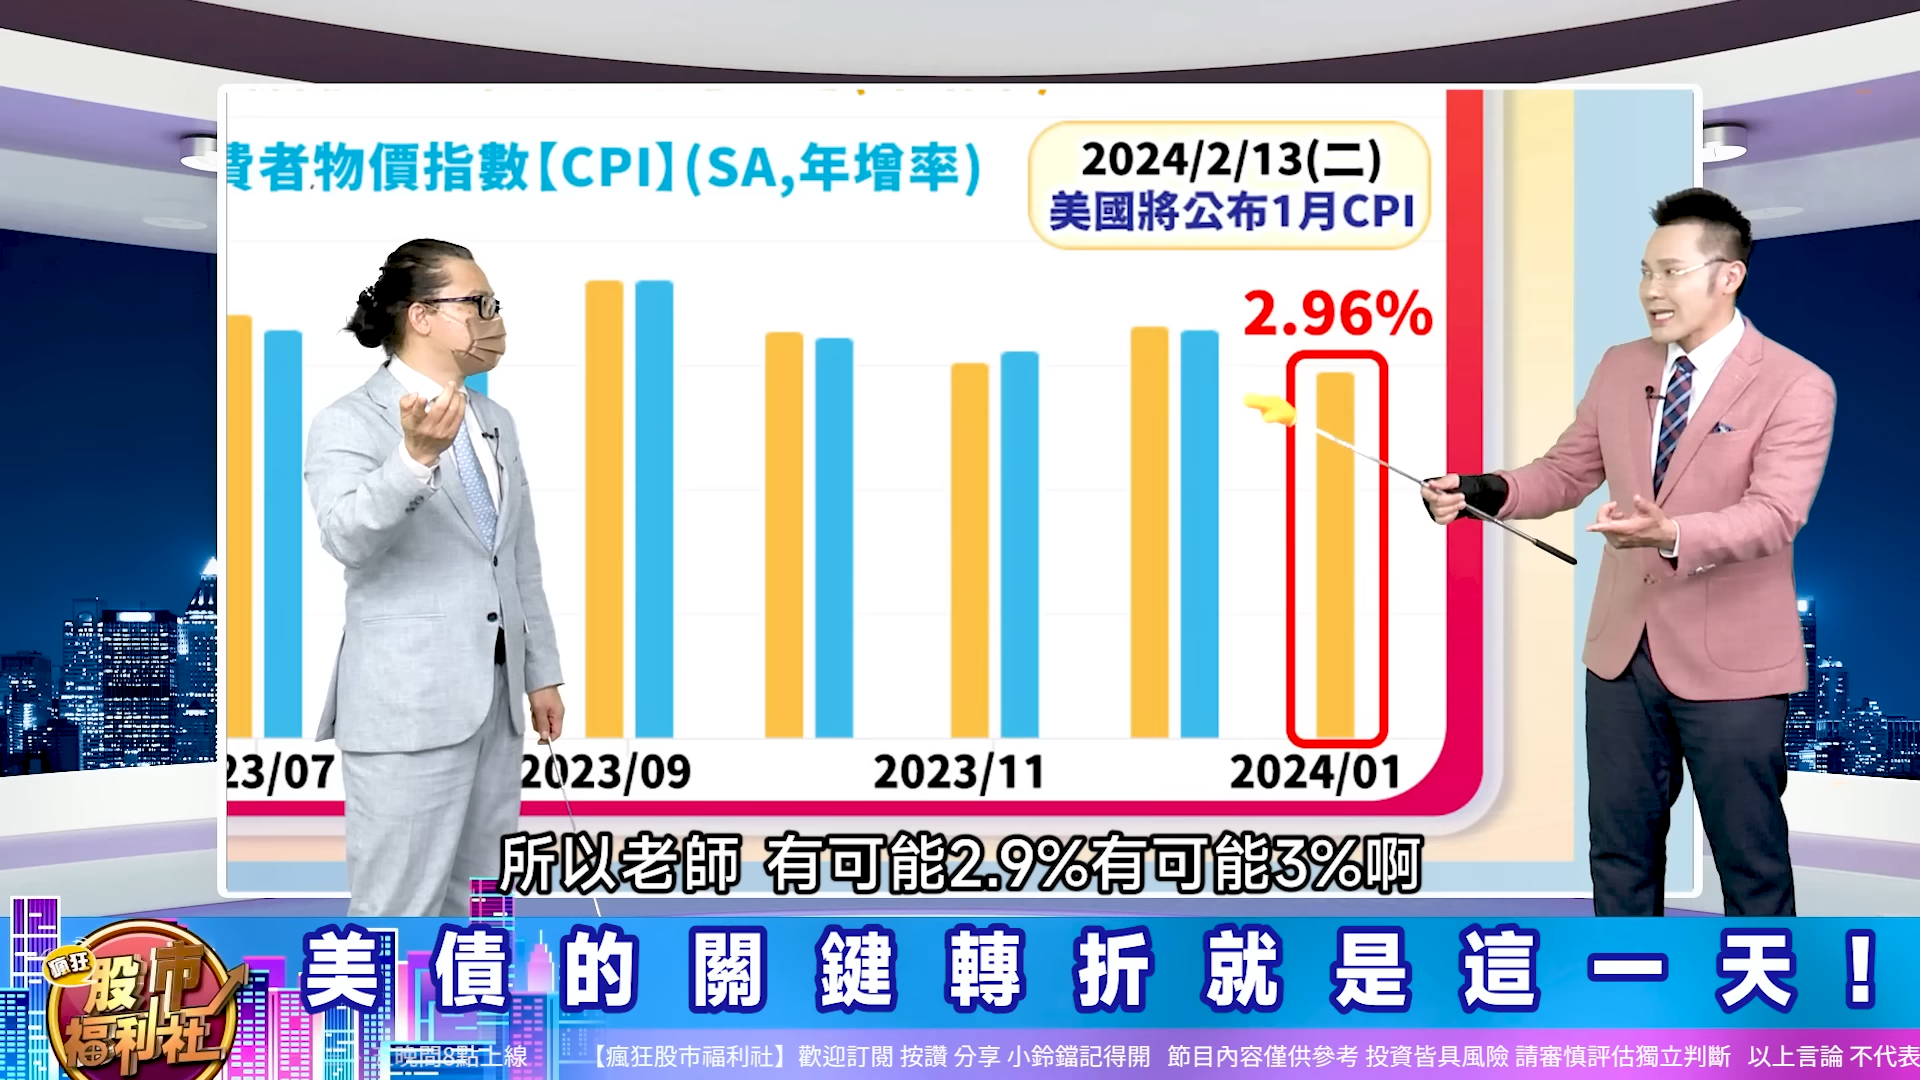 費者物價指數【CPI】(SA,年增率)
2024/2/13(二)
美國將公布1月CPI
2.96%
23/07
2023/09
2023/11
2024/01
所以老師 有可能2.9%有可能3%啊
美債的關鍵轉折就是這一天！
瘋狂
股市
福利社
晚間8點上線 【瘋狂股市福利社】歡迎訂閱 按讚 分享 小鈴鐺記得開 節目內容僅供參考 投資皆具風險 請審慎評估獨立判斷 以上言論 不代表